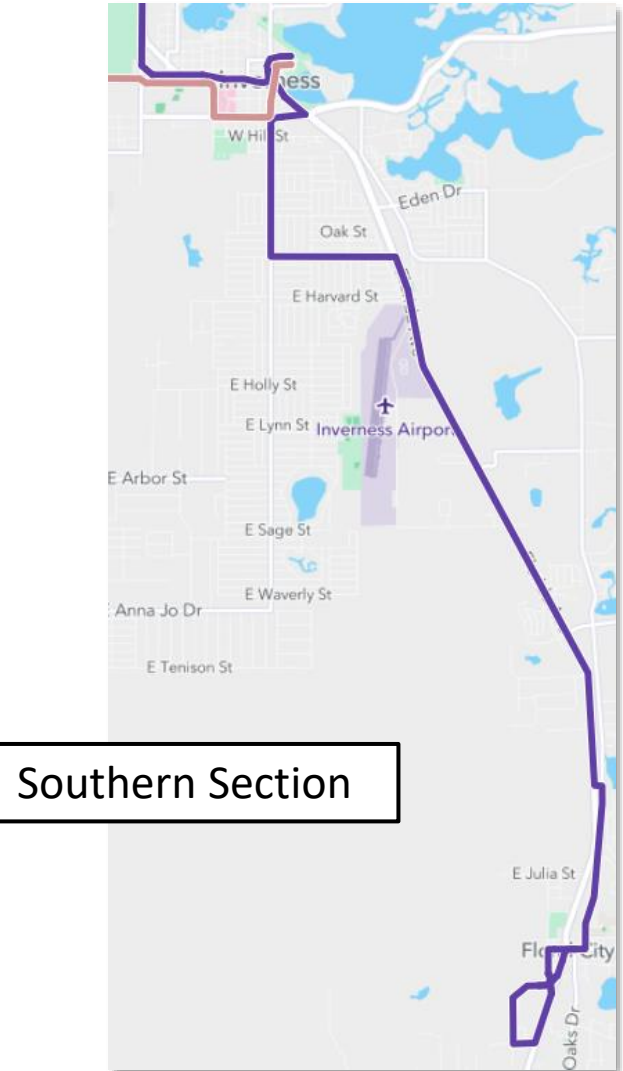 Inverness
W Hill St
Eden Dr
Oak St
E Harvard St
E Holly St
E Lynn St
Inverness Airport
E Arbor St
E Sage St
E Waverly St
Anna Jo Dr
E Tenison St
Southern Section
E Julia St
Floral City
Oaks Dr